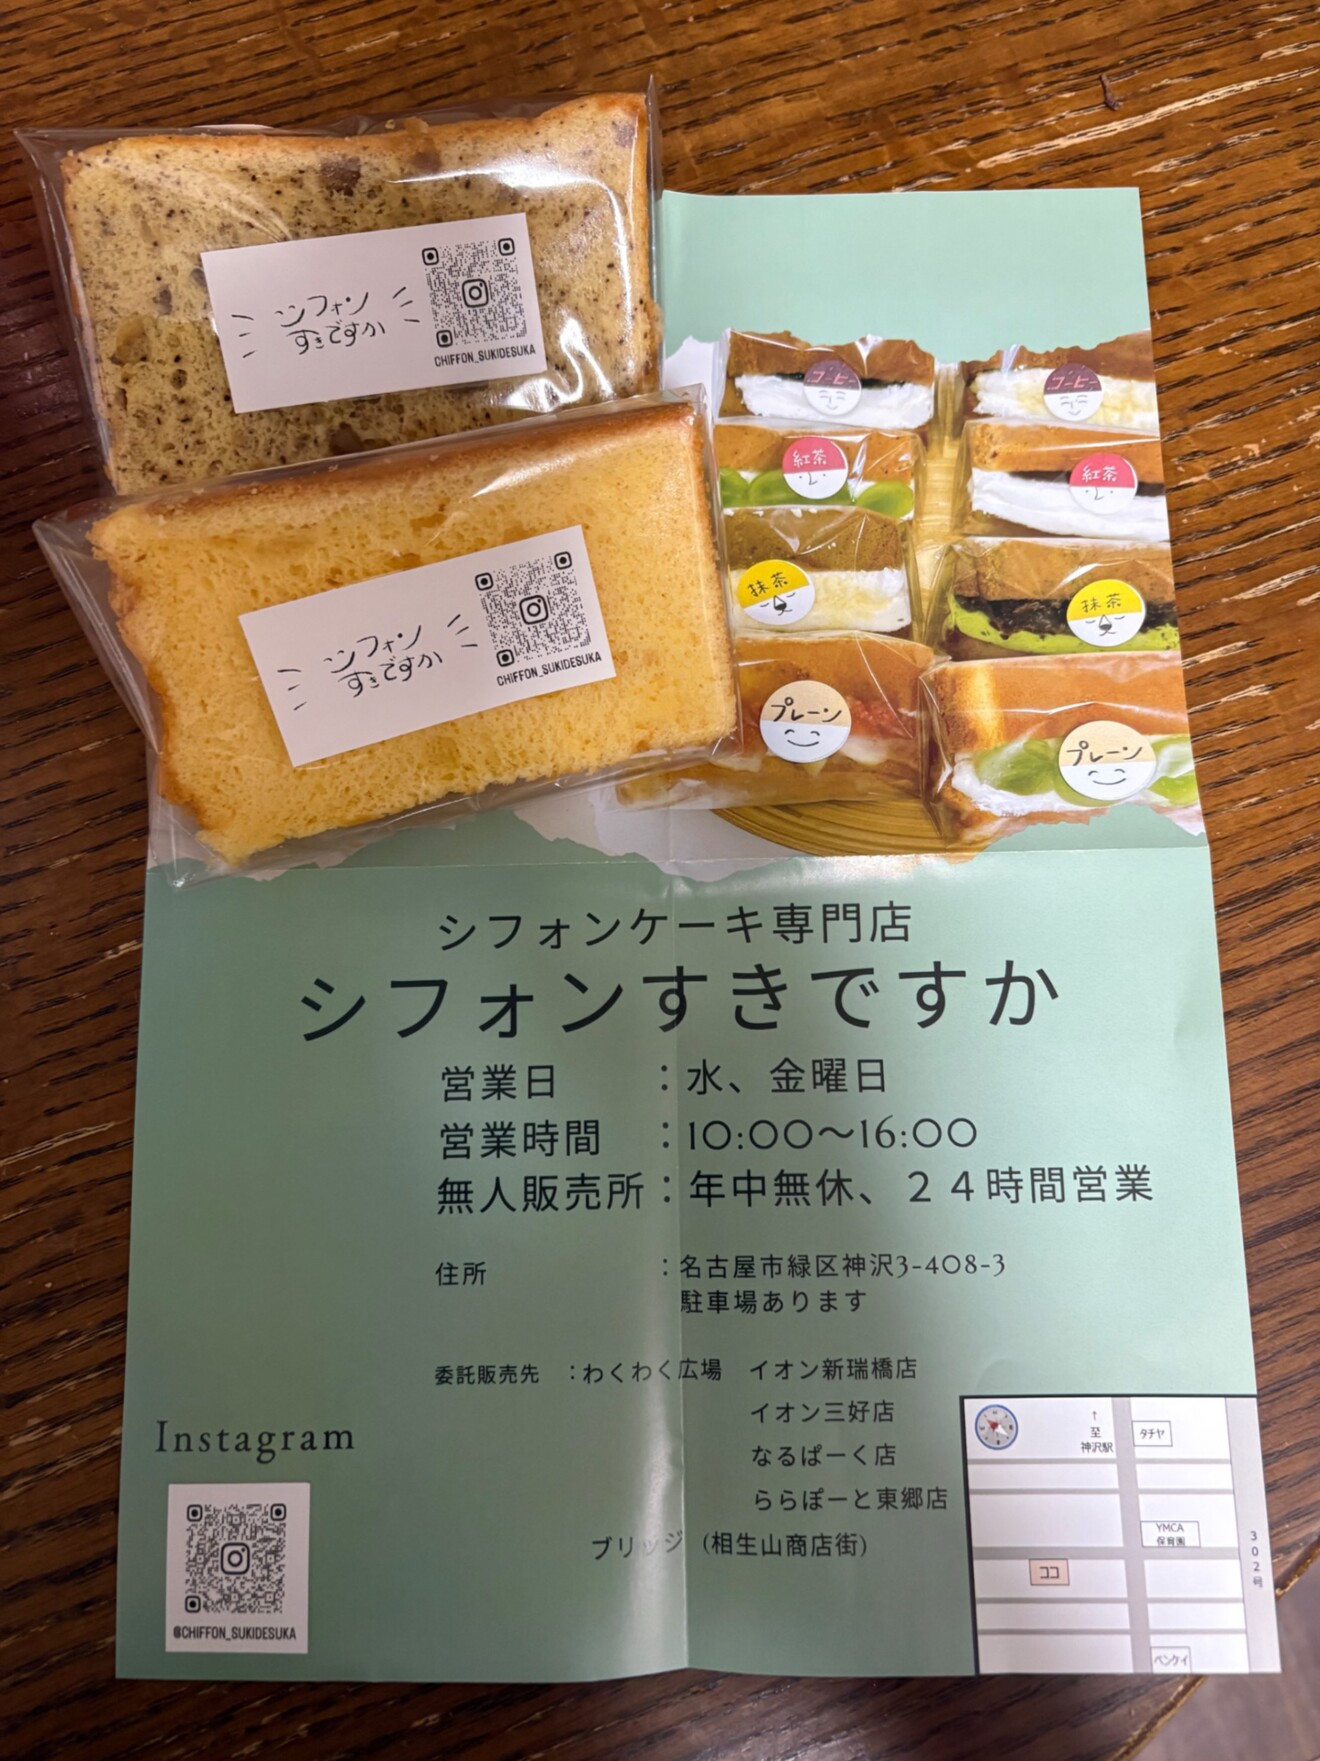 シフォン
すきですか
CHIFFON_SUKIDESUKA
シフォン
すきですか
CHIFFON_SUKIDESUKA
コーヒー
コーヒー
紅茶
紅茶
抹茶
抹茶
プレーン
プレーン
シフォンケーキ専門店
シフォンすきですか
営業日 ：水、金曜日
営業時間 ：10:00〜16:00
無人販売所：年中無休、２４時間営業
住所 ：名古屋市緑区神沢3-408-3
駐車場あります
委託販売先 ：わくわく広場 イオン新瑞橋店
イオン三好店
なるぱーく店
ららぽーと東郷店
ブリッジ (相生山商店街)
Instagram
@CHIFFON_SUKIDESUKA
↑
至
神沢駅
タチヤ
YMCA
保育園
ココ
302号
ベンケイ